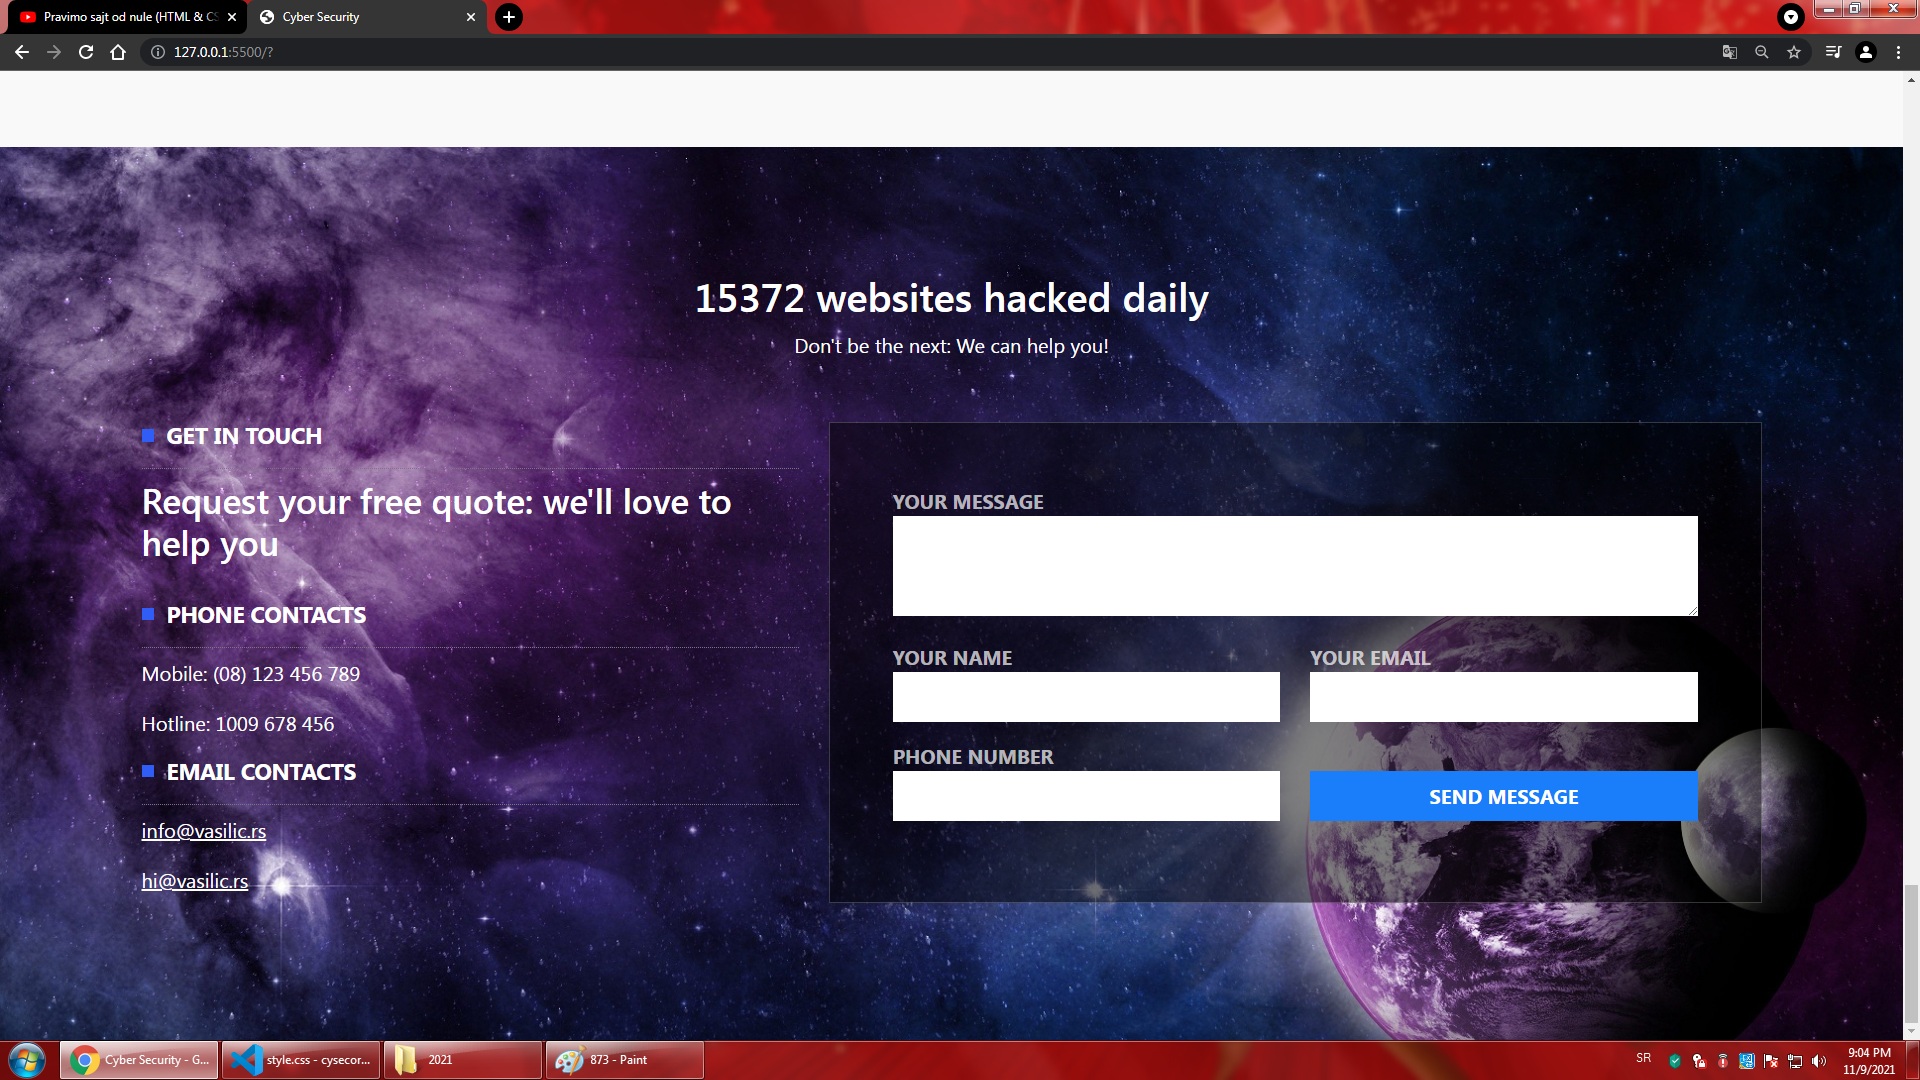 Pravimo sajt od nule (HTML & CS
Cyber Security
127.0.0.1:5500/?
15372 websites hacked daily
Don't be the next: We can help you!
GET IN TOUCH
Request your free quote: we'll love to
help you
PHONE CONTACTS
Mobile: (08) 123 456 789
Hotline: 1009 678 456
EMAIL CONTACTS
info@vasilic.rs
hi@vasilic.rs
YOUR MESSAGE
YOUR NAME
YOUR EMAIL
PHONE NUMBER
SEND MESSAGE
Cyber Security - G...
style.css - cysecor...
2021
873 - Paint
SR
9:04 PM
11/9/2021